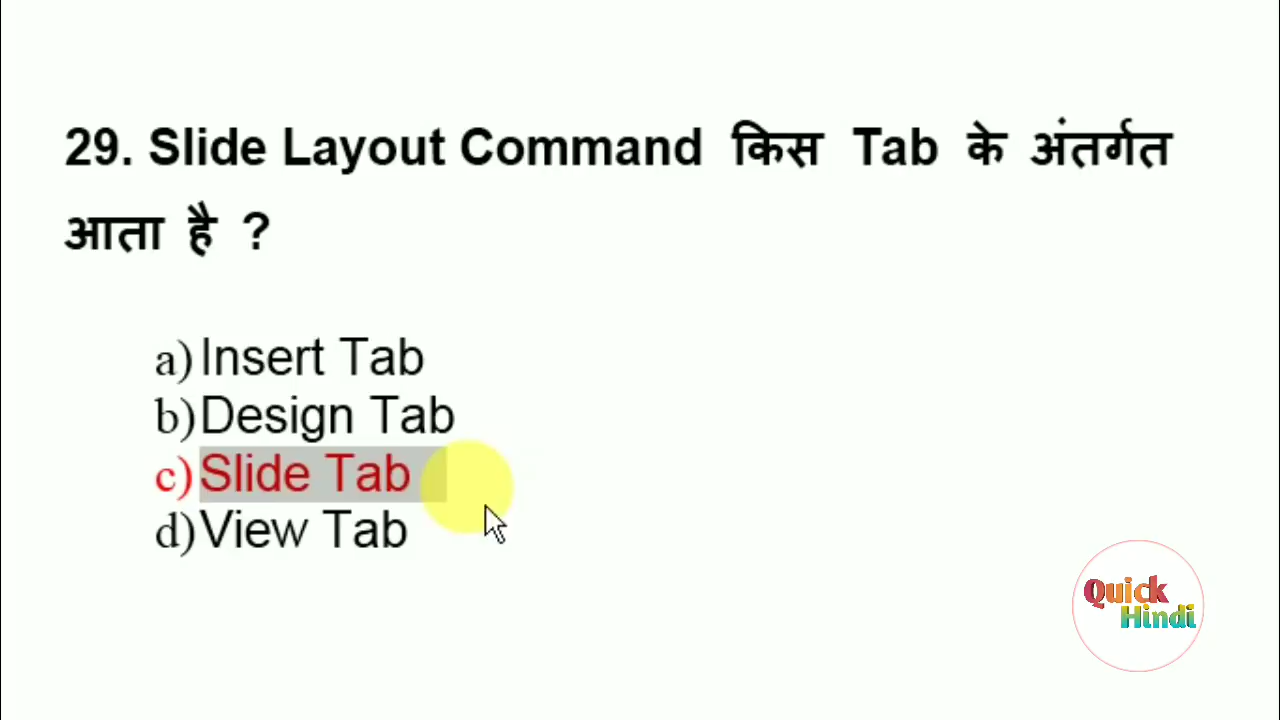 29. Slide Layout Command किस Tab के अंतर्गत
आता है ?
a) Insert Tab
b) Design Tab
c) Slide Tab
d) View Tab
Quick
Hindi